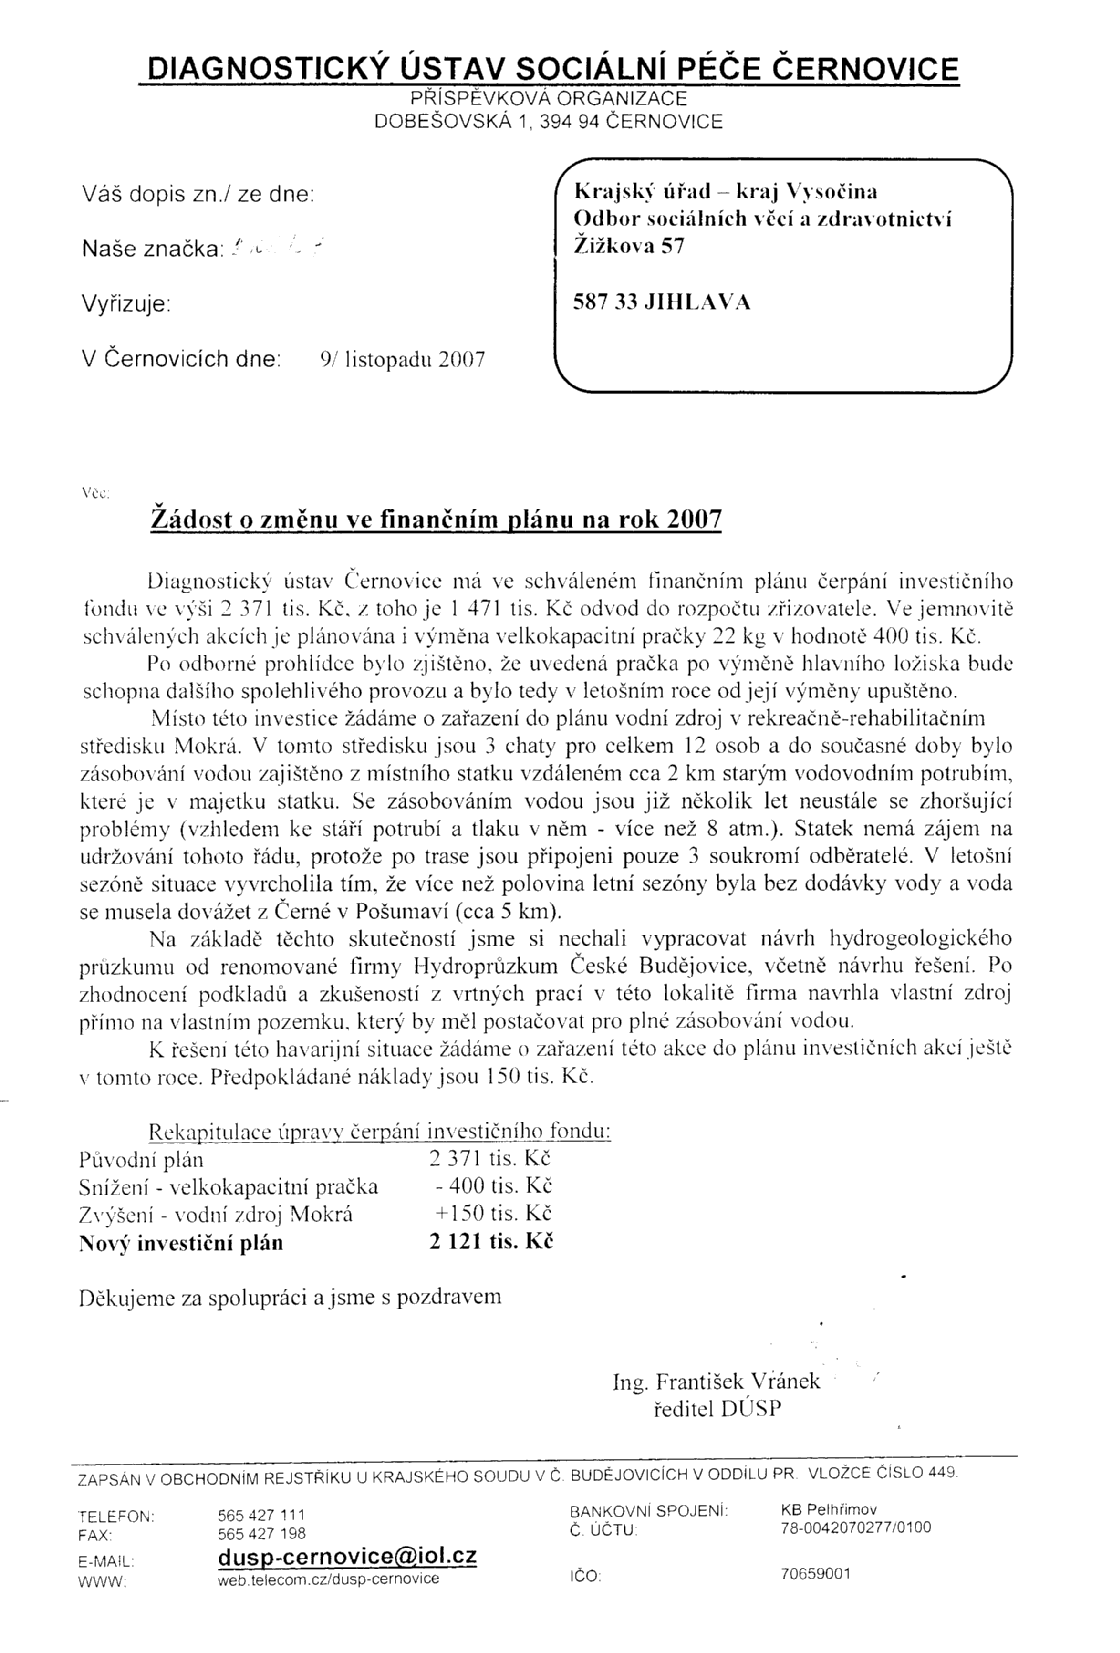 DIAGNOSTICKÝ ÚSTAV SOCIÁLNÍ PÉČE ČERNOVICE
PŘÍSPĚVKOVÁ ORGANIZACE
DOBEŠOVSKÁ 1, 394 94 ČERNOVICE
Váš dopis zn./ ze dne:
Naše značka:
Vyřizuje:
V Černovicích dne: 9/ listopadu 2007
Krajský úřad – kraj Vysočina
Odbor sociálních věcí a zdravotnictví
Žižkova 57
587 33 JIHLAVA
Věc:
Žádost o změnu ve finančním plánu na rok 2007
Diagnostický ústav Černovice má ve schváleném finančním plánu čerpání investičního
fondu ve výši 2 371 tis. Kč, z toho je 1 471 tis. Kč odvod do rozpočtu zřizovatele. Ve jemnovitě
schválených akcích je plánována i výměna velkokapacitní pračky 22 kg v hodnotě 400 tis. Kč.
Po odborné prohlídce bylo zjištěno, že uvedená pračka po výměně hlavního ložiska bude
schopna dalšího spolehlivého provozu a bylo tedy v letošním roce od její výměny upuštěno.
Místo této investice žádáme o zařazení do plánu vodní zdroj v rekreačně-rehabilitačním
středisku Mokrá. V tomto středisku jsou 3 chaty pro celkem 12 osob a do současné doby bylo
zásobování vodou zajištěno z místního statku vzdáleném cca 2 km starým vodovodním potrubím,
které je v majetku statku. Se zásobováním vodou jsou již několik let neustále se zhoršující
problémy (vzhledem ke stáří potrubí a tlaku v něm - více než 8 atm.). Statek nemá zájem na
udržování tohoto řádu, protože po trase jsou připojeni pouze 3 soukromí odběratelé. V letošní
sezóně situace vyvrcholila tím, že více než polovina letní sezóny byla bez dodávky vody a voda
se musela dovážet z Černé v Pošumaví (cca 5 km).
Na základě těchto skutečností jsme si nechali vypracovat návrh hydrogeologického
průzkumu od renomované firmy Hydroprůzkum České Budějovice, včetně návrhu řešení. Po
zhodnocení podkladů a zkušeností z vrtných prací v této lokalitě firma navrhla vlastní zdroj
přímo na vlastním pozemku, který by měl postačovat pro plné zásobování vodou.
K řešení této havarijní situace žádáme o zařazení této akce do plánu investičních akcí ještě
v tomto roce. Předpokládané náklady jsou 150 tis. Kč.
Rekapitulace úpravy čerpání investičního fondu:
Původní plán 2 371 tis. Kč
Snížení - velkokapacitní pračka - 400 tis. Kč
Zvýšení - vodní zdroj Mokrá +150 tis. Kč
Nový investiční plán 2 121 tis. Kč
Děkujeme za spolupráci a jsme s pozdravem
Ing. František Vránek
ředitel DÚSP
ZAPSÁN V OBCHODNÍM REJSTŘÍKU U KRAJSKÉHO SOUDU V Č. BUDĚJOVICÍCH V ODDÍLU PR. VLOŽCE ČÍSLO 449.
TELEFON: 565 427 111
FAX: 565 427 198
E-MAIL: dusp-cernovice@iol.cz
WWW: web.telecom.cz/dusp-cernovice
BANKOVNÍ SPOJENÍ: KB Pelhřimov
Č. ÚČTU: 78-0042070277/0100
IČO: 70659001